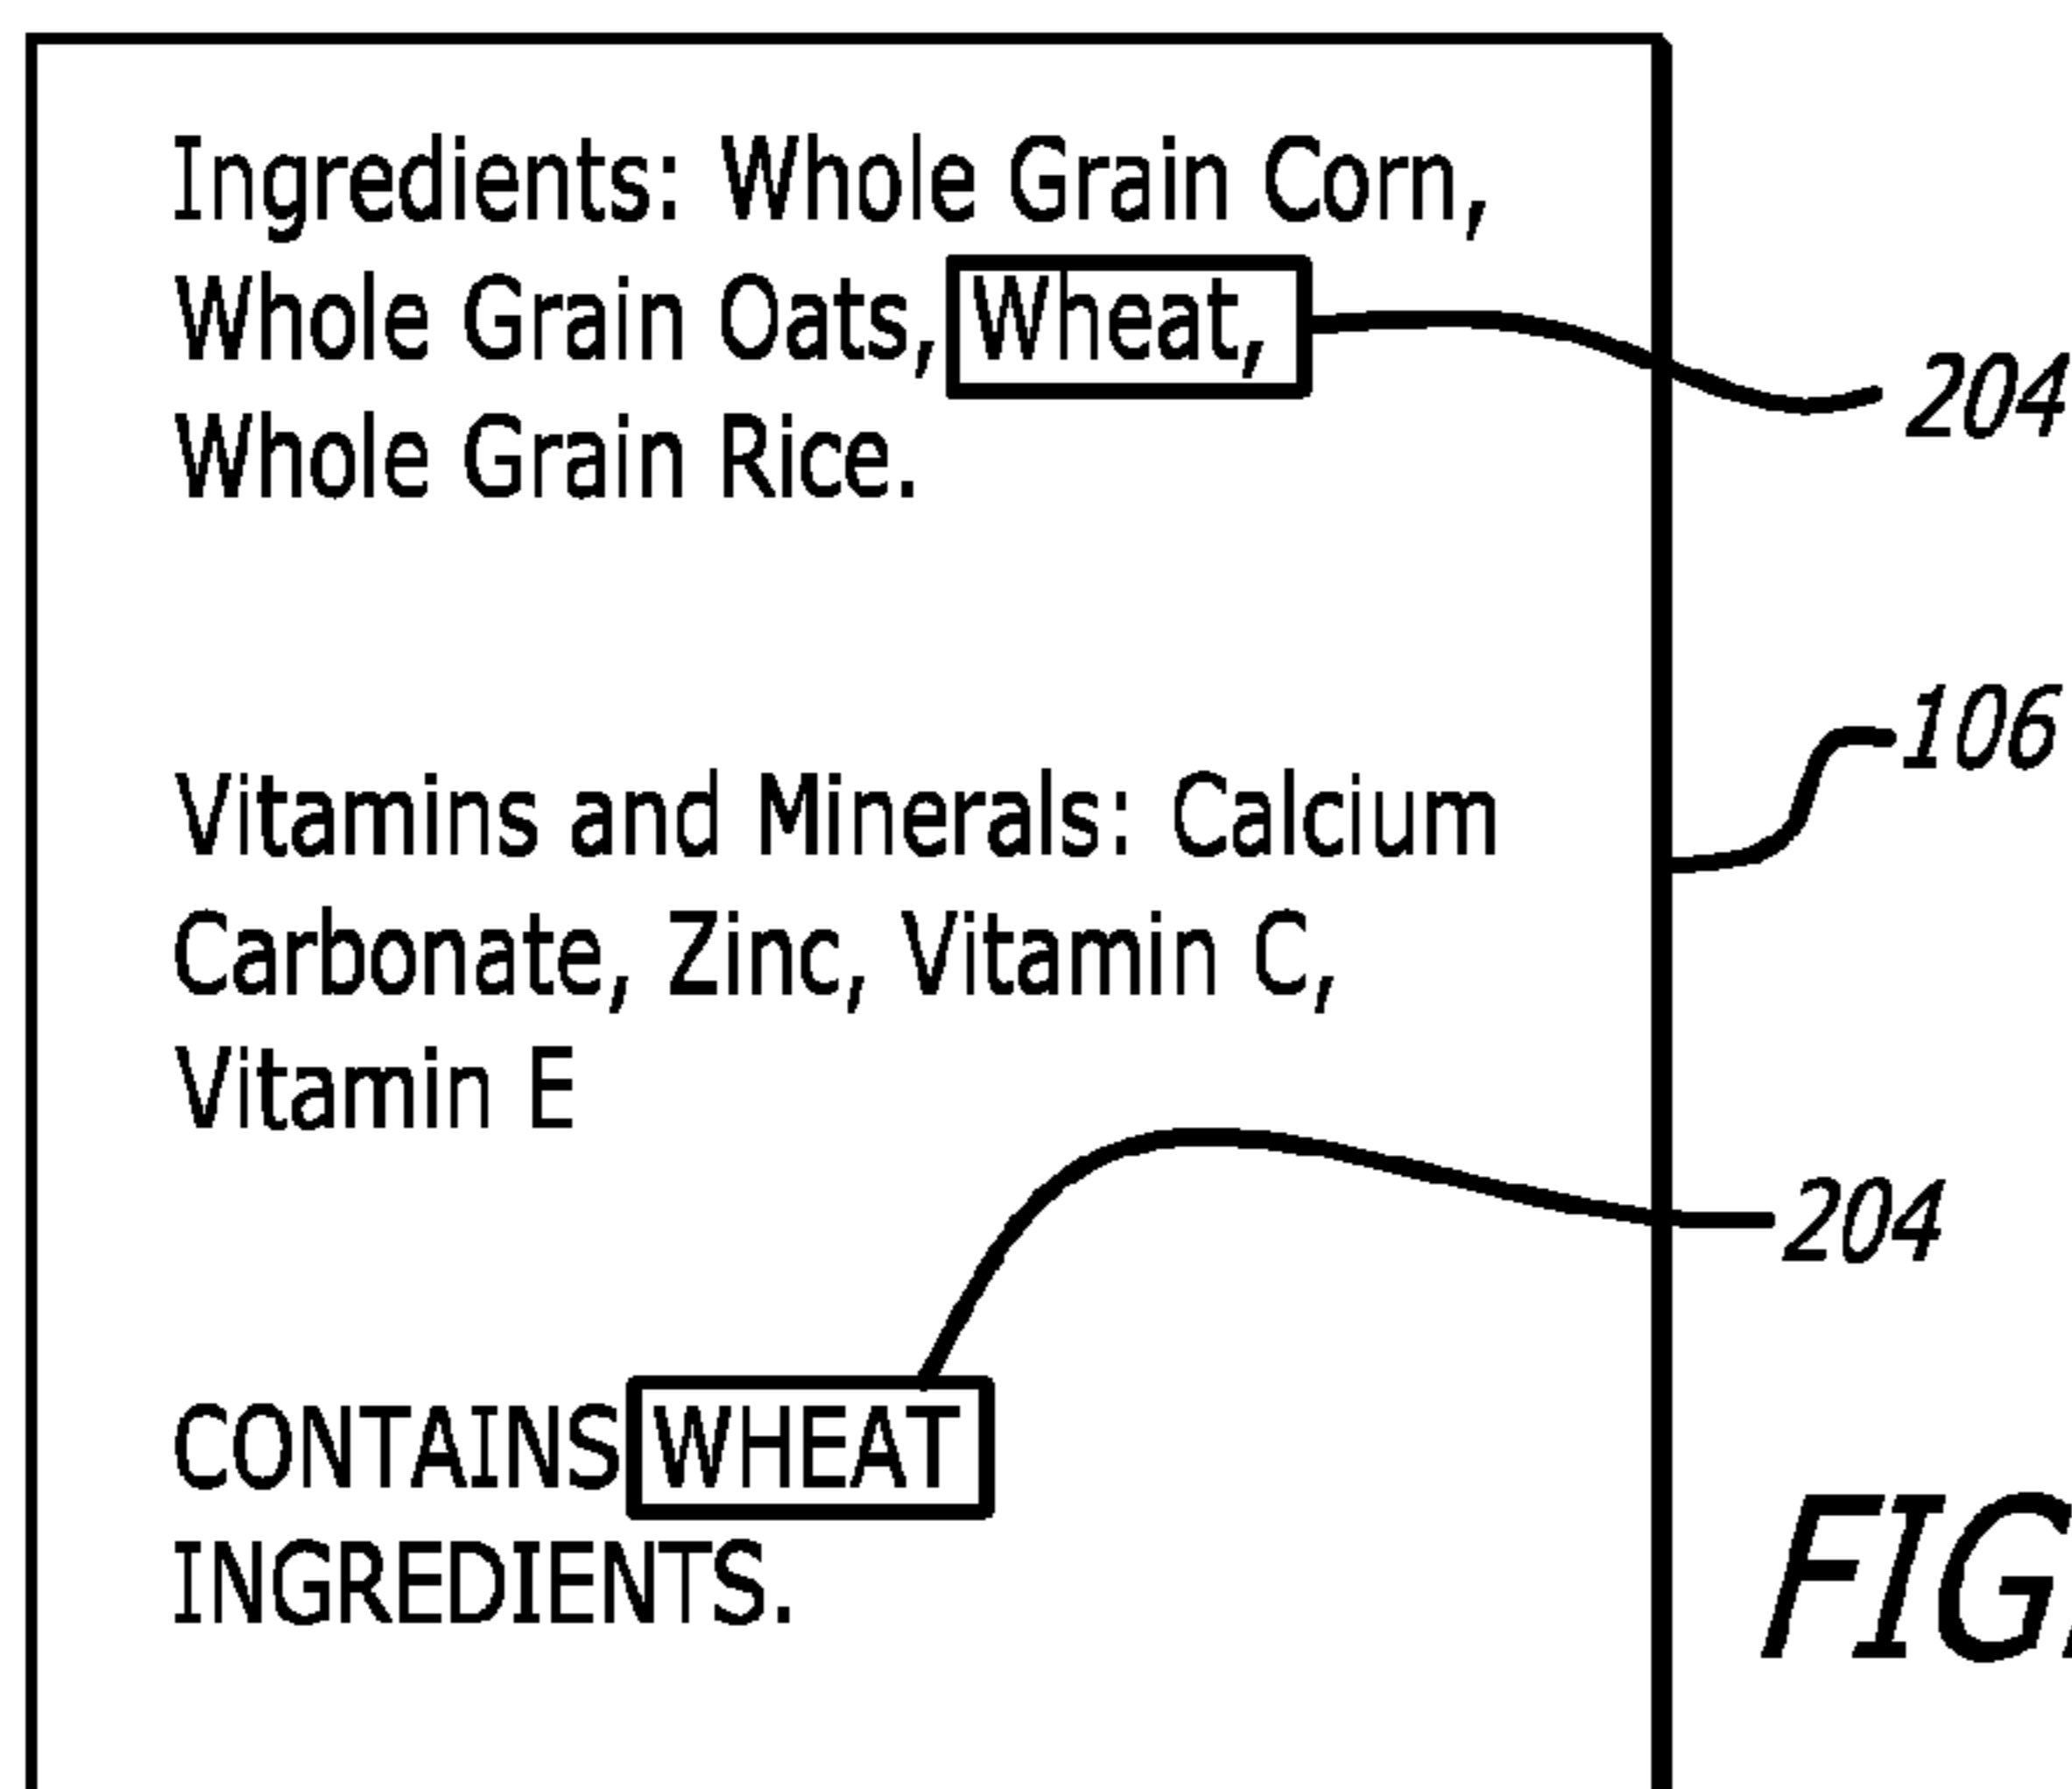 Ingredients: Whole Grain Corn,
Whole Grain Oats, Wheat,
204
Whole Grain Rice.
106
Vitamins and Minerals: Calcium
Carbonate, Zinc, Vitamin C,
Vitamin E
204
CONTAINS WHEAT
INGREDIENTS.
FIG